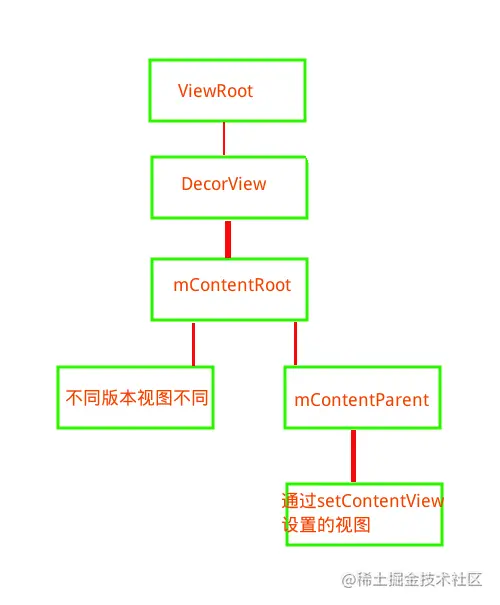 ViewRoot
DecorView
mContentRoot
不同版本视图不同
mContentParent
通过setContentView
设置的视图
@稀土掘金技术社区